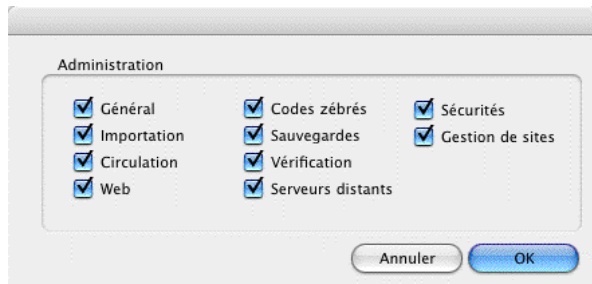 Administration
Général
Importation
Circulation
Web
Codes zébrés
Sauvegardes
Vérification
Serveurs distants
Sécurités
Gestion de sites
Annuler
OK